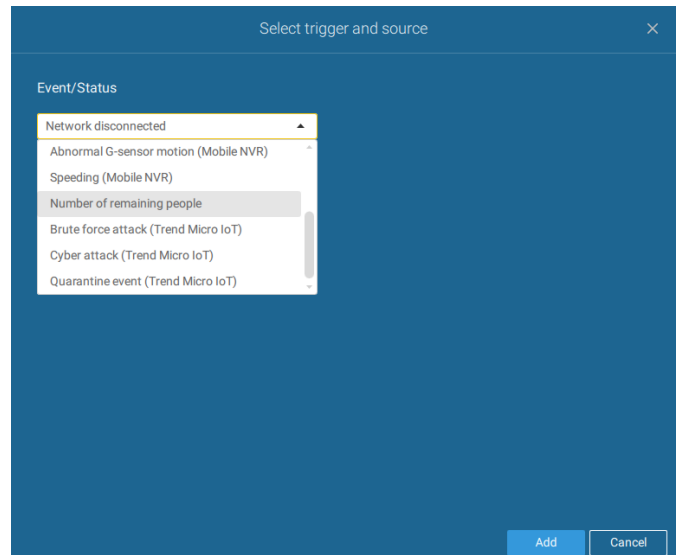 Select trigger and source
Event/Status
Network disconnected
Abnormal G-sensor motion (Mobile NVR)
Speeding (Mobile NVR)
Number of remaining people
Brute force attack (Trend Micro IoT)
Cyber attack (Trend Micro IoT)
Quarantine event (Trend Micro IoT)
Add Cancel